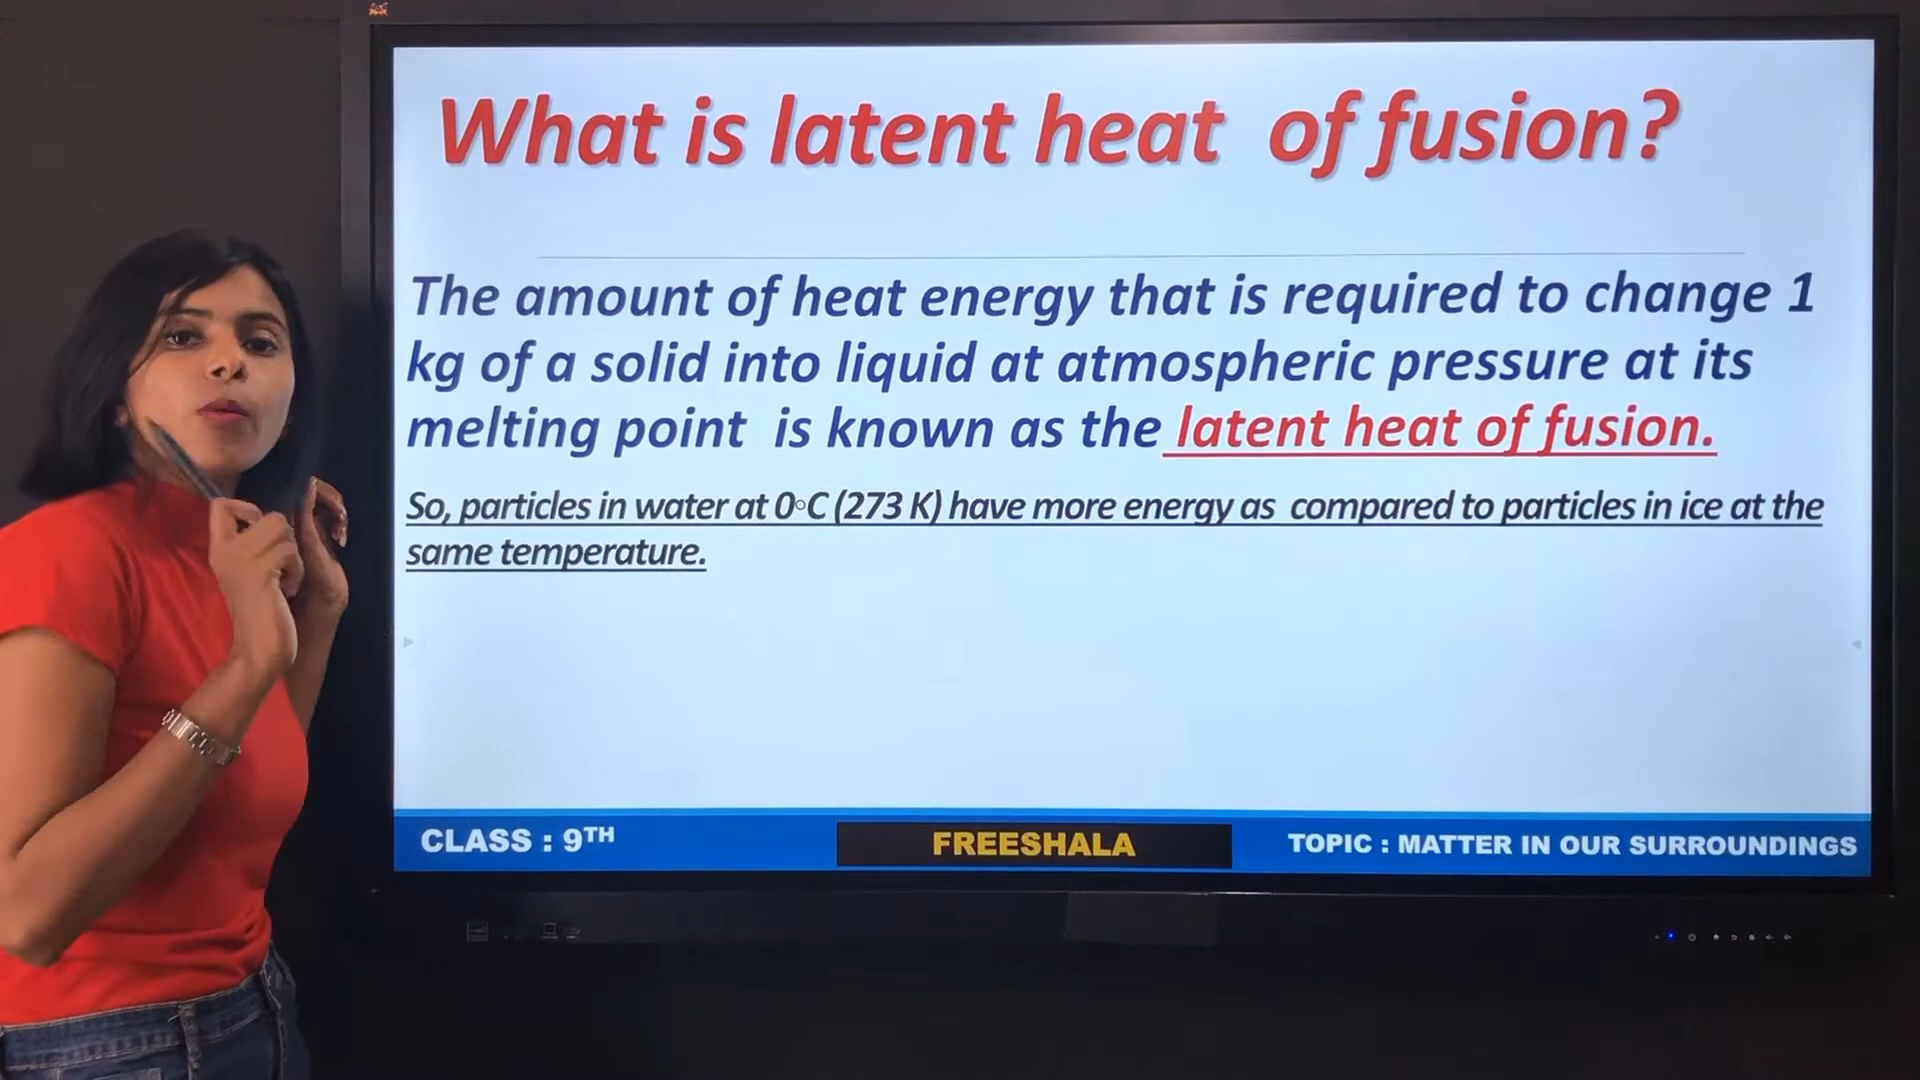 What is latent heat of fusion?
The amount of heat energy that is required to change 1
kg of a solid into liquid at atmospheric pressure at its
melting point is known as the latent heat of fusion.
So, particles in water at 0°C (273 K) have more energy as compared to particles in ice at the
same temperature.
CLASS : 9TH
FREESHALA
TOPIC : MATTER IN OUR SURROUNDINGS